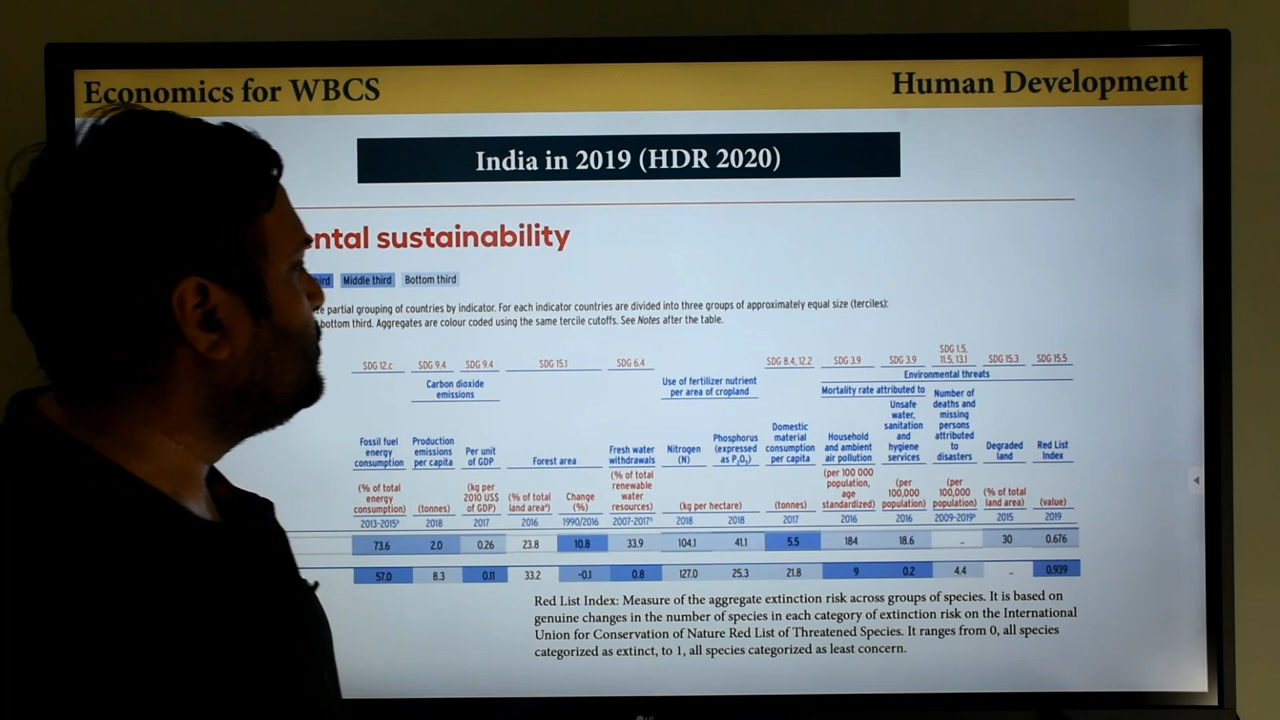 Economics for WBCS
Human Development
India in 2019 (HDR 2020)
ntal sustainability
Middle third
Bottom third
partial grouping of countries by indicator. For each indicator countries are divided into three groups of approximately equal size (terciles):
bottom third. Aggregates are colour coded using the same tercile cutoffs. See Notes after the table.
SDG 12.c SDG 9.4 SDG 9.4 SDG 15.1 SDG 6.4 SDG 8.4, 12.2 SDG 3.9 SDG 3.9 SDG 1.5, 11.5, 13.1 SDG 15.3 SDG 15.5
Environmental threats
Carbon dioxide
emissions
Use of fertilizer nutrient
per area of cropland
Mortality rate attributed to
Fossil fuel
energy
consumption
Production
emissions
per capita
Per unit
of GDP
Forest area
Fresh water
withdrawals
Nitrogen
(N)
Phosphorus
(expressed
as P₂O₅)
Domestic
material
consumption
per capita
Household
and ambient
air pollution
Unsafe
water,
sanitation
and
hygiene
services
Number of
deaths and
missing
persons
attributed
to
disasters
Degraded
land
Red List
Index
(% of total
energy
consumption)
(tonnes)
(kg per
2010 US$
of GDP)
(% of total
land areaᵃ)
Change
(%)
(% of total
renewable
water
resources)
(kg per hectare)
(tonnes)
(per 100 000
population,
age
standardized)
(per
100,000
population)
(per
100,000
population)
(% of total
land area)
(value)
2013-2015ᵇ 2018 2017 2016 1990/2016 2007-2017ᵇ 2018 2018 2017 2016 2016 2009-2019ᵇ 2015 2019
73.6 2.0 0.26 23.8 10.8 33.9 104.1 41.1 5.5 184 18.6 .. 30 0.676
57.0 8.3 0.11 33.2 -0.1 0.8 127.0 25.3 21.8 9 0.2 4.4 .. 0.939
Red List Index: Measure of the aggregate extinction risk across groups of species. It is based on
genuine changes in the number of species in each category of extinction risk on the International
Union for Conservation of Nature Red List of Threatened Species. It ranges from 0, all species
categorized as extinct, to 1, all species categorized as least concern.
LG